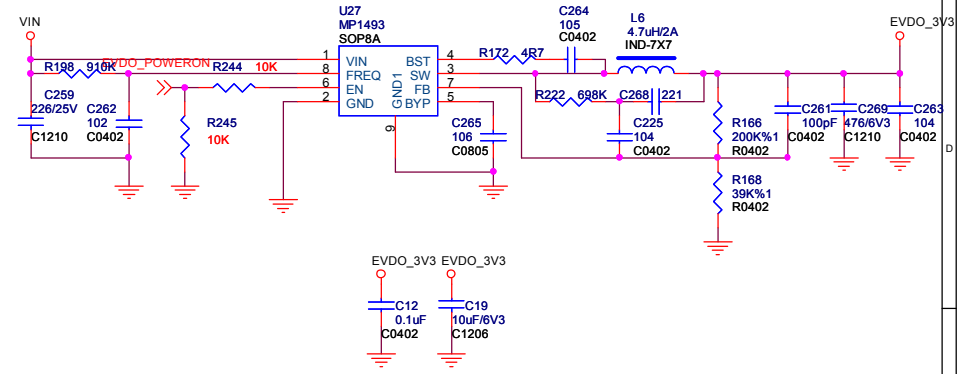 VIN
U27
MP1493
SOP8A
C264
105
C0402
L6
4.7uH/2A
IND-7X7
EVDO_3V3
R198 910K
EVDO_POWERON
R244 10K
1
8
6
2
VIN
FREQ
EN
GND
GND1
9
BST
SW
FB
BYP
4
3
7
5
R172 4R7
R222 698K
C268 221
C259
226/25V
C1210
C262
102
C0402
R245
10K
C265
106
C0805
C225
104
C0402
R166
200K%1
R0402
C261
100pF
C0402
C269
476/6V3
C1210
C263
104
C0402
D
R168
39K%1
R0402
EVDO_3V3 EVDO_3V3
C12
0.1uF
C0402
C19
10uF/6V3
C1206